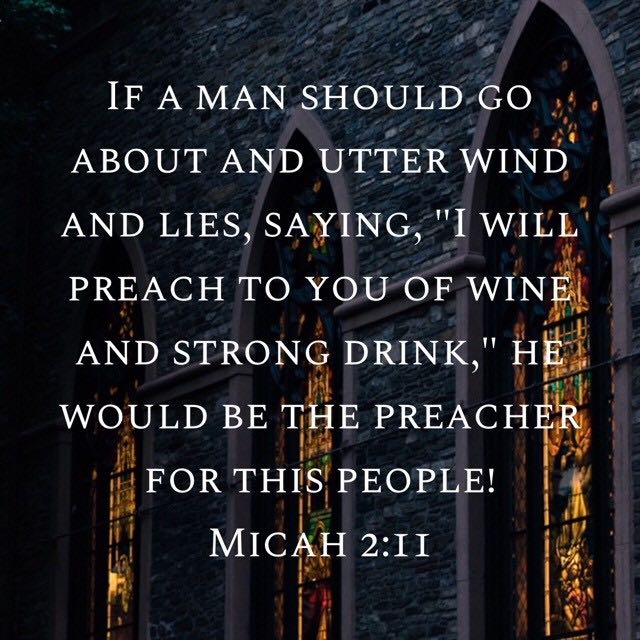 If a man should go
about and utter wind
and lies, saying, "I will
preach to you of wine
and strong drink," he
would be the preacher
for this people!
Micah 2:11